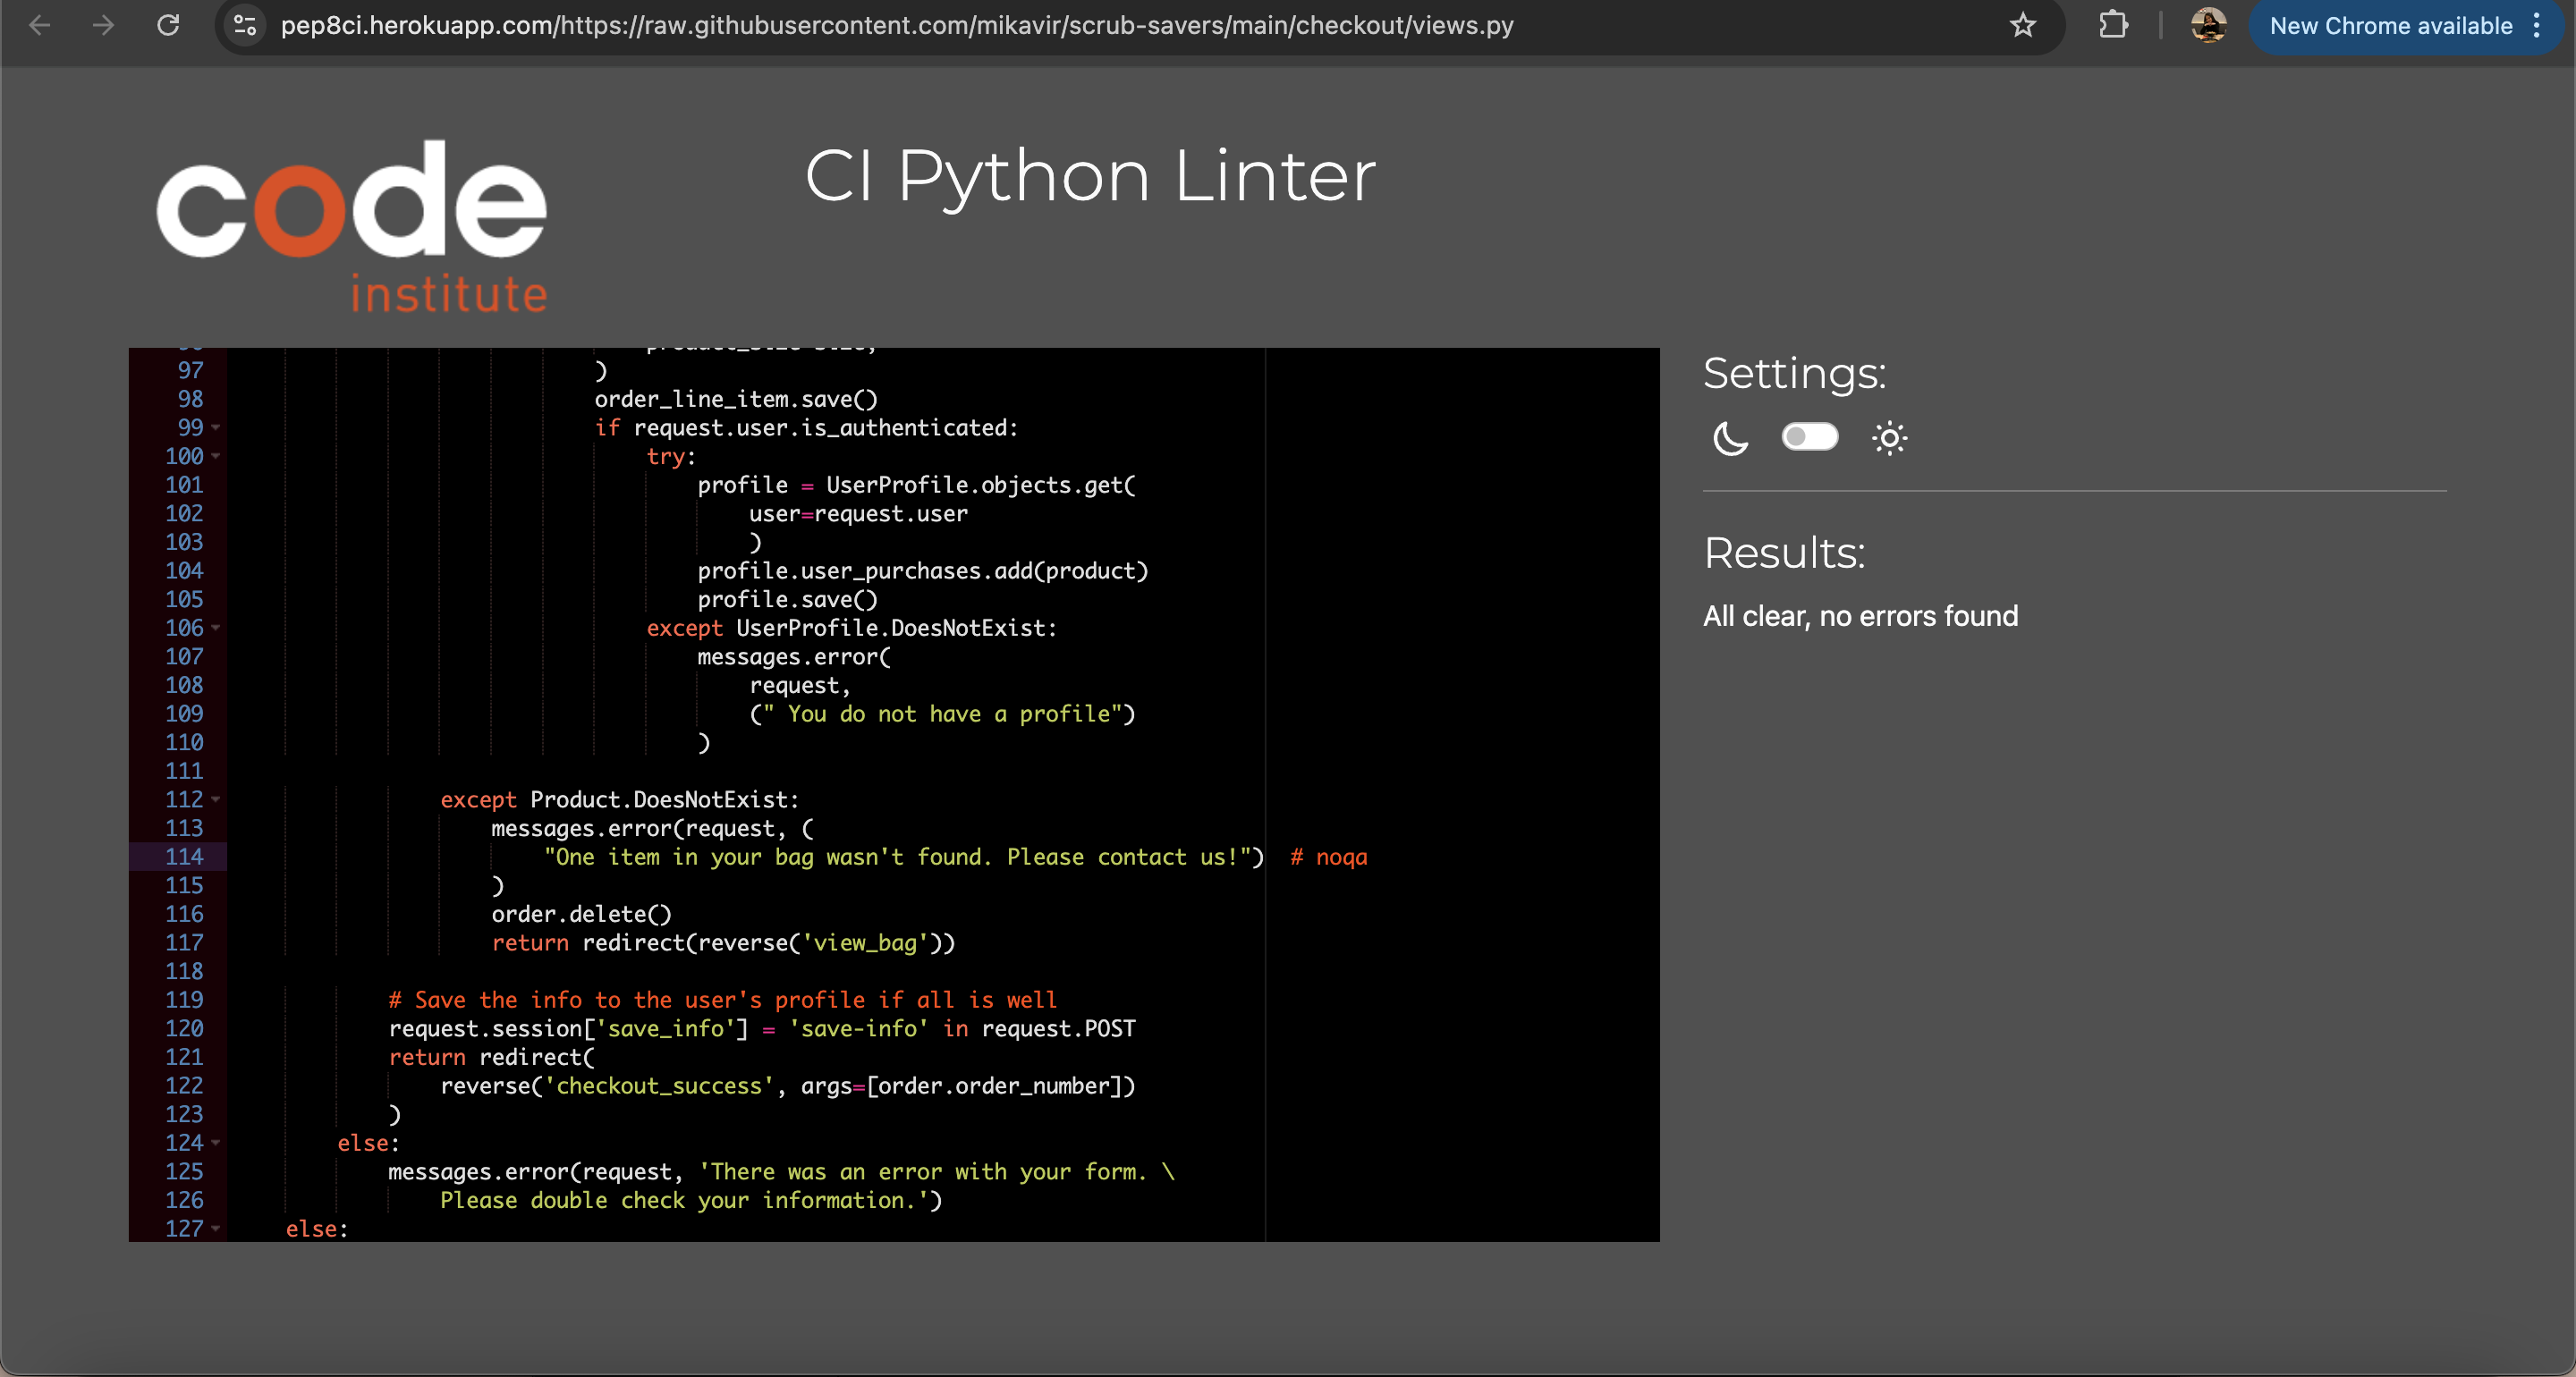 pep8ci.herokuapp.com/https://raw.githubusercontent.com/mikavir/scrub-savers/main/checkout/views.py
New Chrome available
code
institute
CI Python Linter
97 )
98 order_line_item.save()
99 if request.user.is_authenticated:
100 try:
101 profile = UserProfile.objects.get(
102 user=request.user
103 )
104 profile.user_purchases.add(product)
105 profile.save()
106 except UserProfile.DoesNotExist:
107 messages.error(
108 request,
109 (" You do not have a profile")
110 )
111
112 except Product.DoesNotExist:
113 messages.error(request, (
114 "One item in your bag wasn't found. Please contact us!")  # noqa
115 )
116 order.delete()
117 return redirect(reverse('view_bag'))
118
119 # Save the info to the user's profile if all is well
120 request.session['save_info'] = 'save-info' in request.POST
121 return redirect(
122 reverse('checkout_success', args=[order.order_number])
123 )
124 else:
125 messages.error(request, 'There was an error with your form. \
126 Please double check your information.')
127 else:
Settings:
Results:
All clear, no errors found